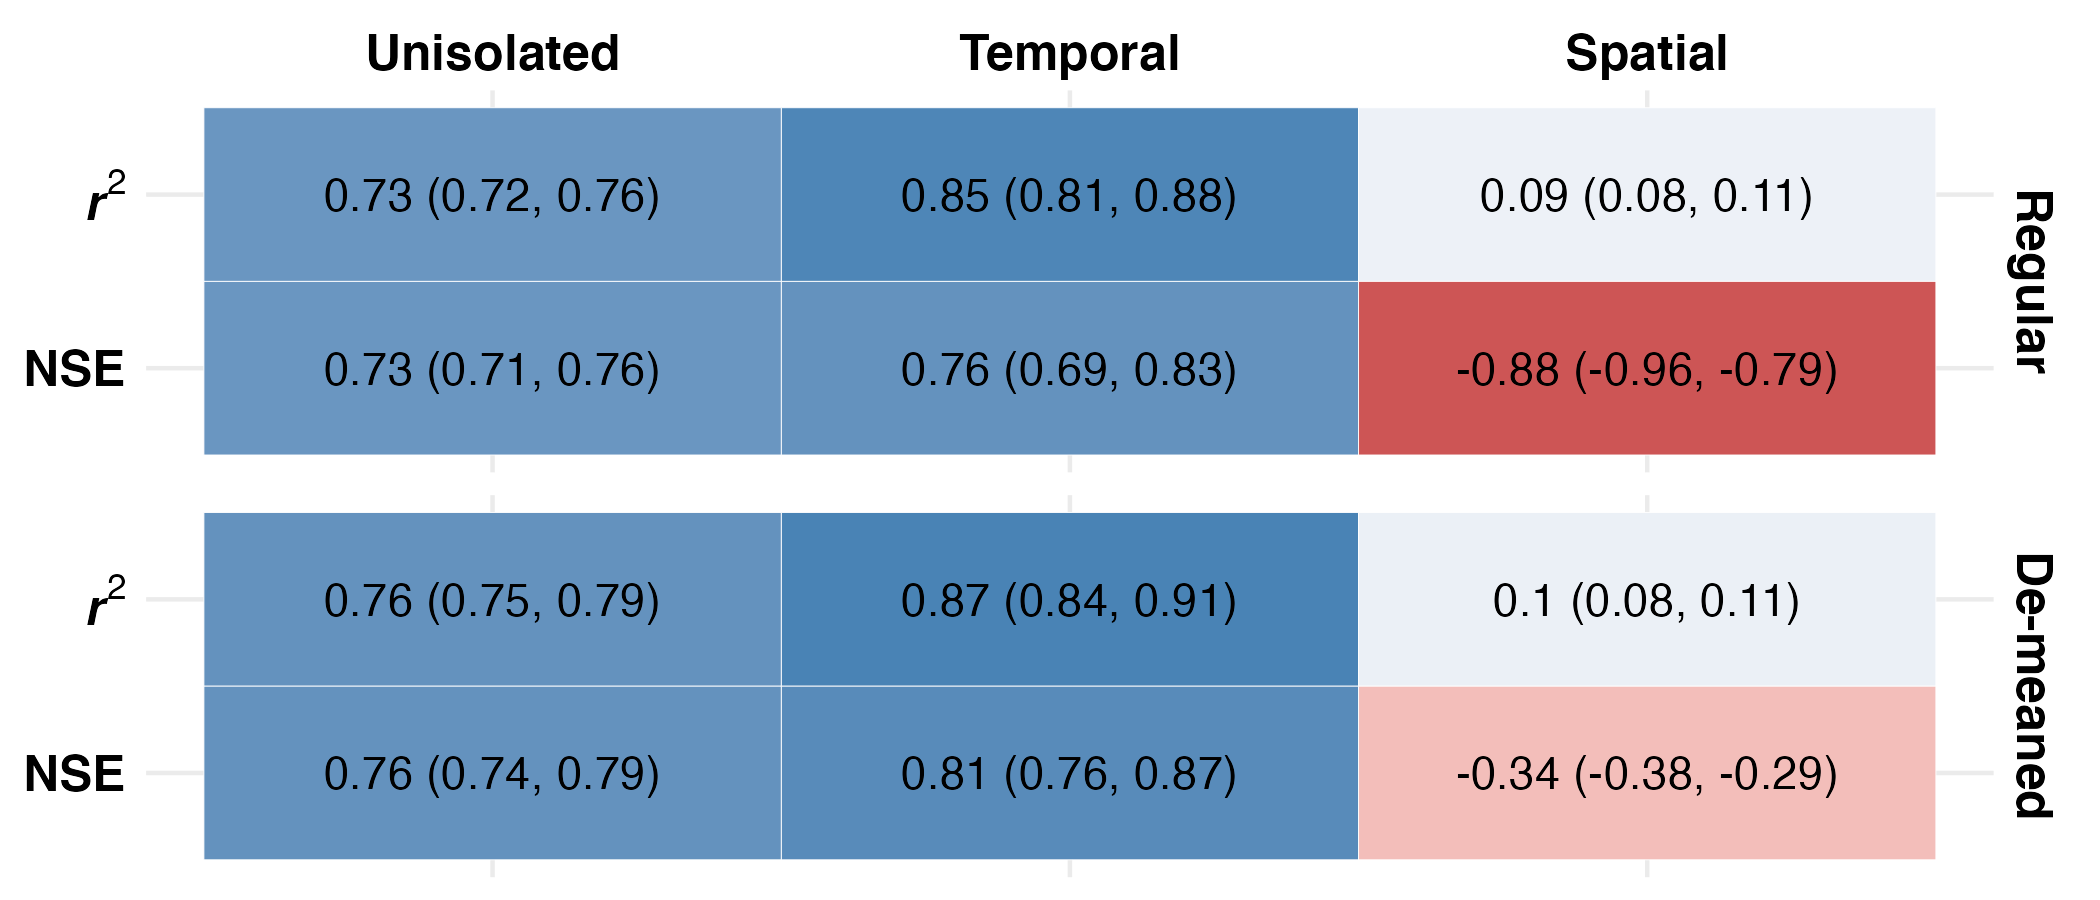 Unisolated Temporal Spatial
r² 0.73 (0.72, 0.76) 0.85 (0.81, 0.88) 0.09 (0.08, 0.11)
NSE 0.73 (0.71, 0.76) 0.76 (0.69, 0.83) -0.88 (-0.96, -0.79)
Regular
r² 0.76 (0.75, 0.79) 0.87 (0.84, 0.91) 0.1 (0.08, 0.11)
NSE 0.76 (0.74, 0.79) 0.81 (0.76, 0.87) -0.34 (-0.38, -0.29)
De-meaned